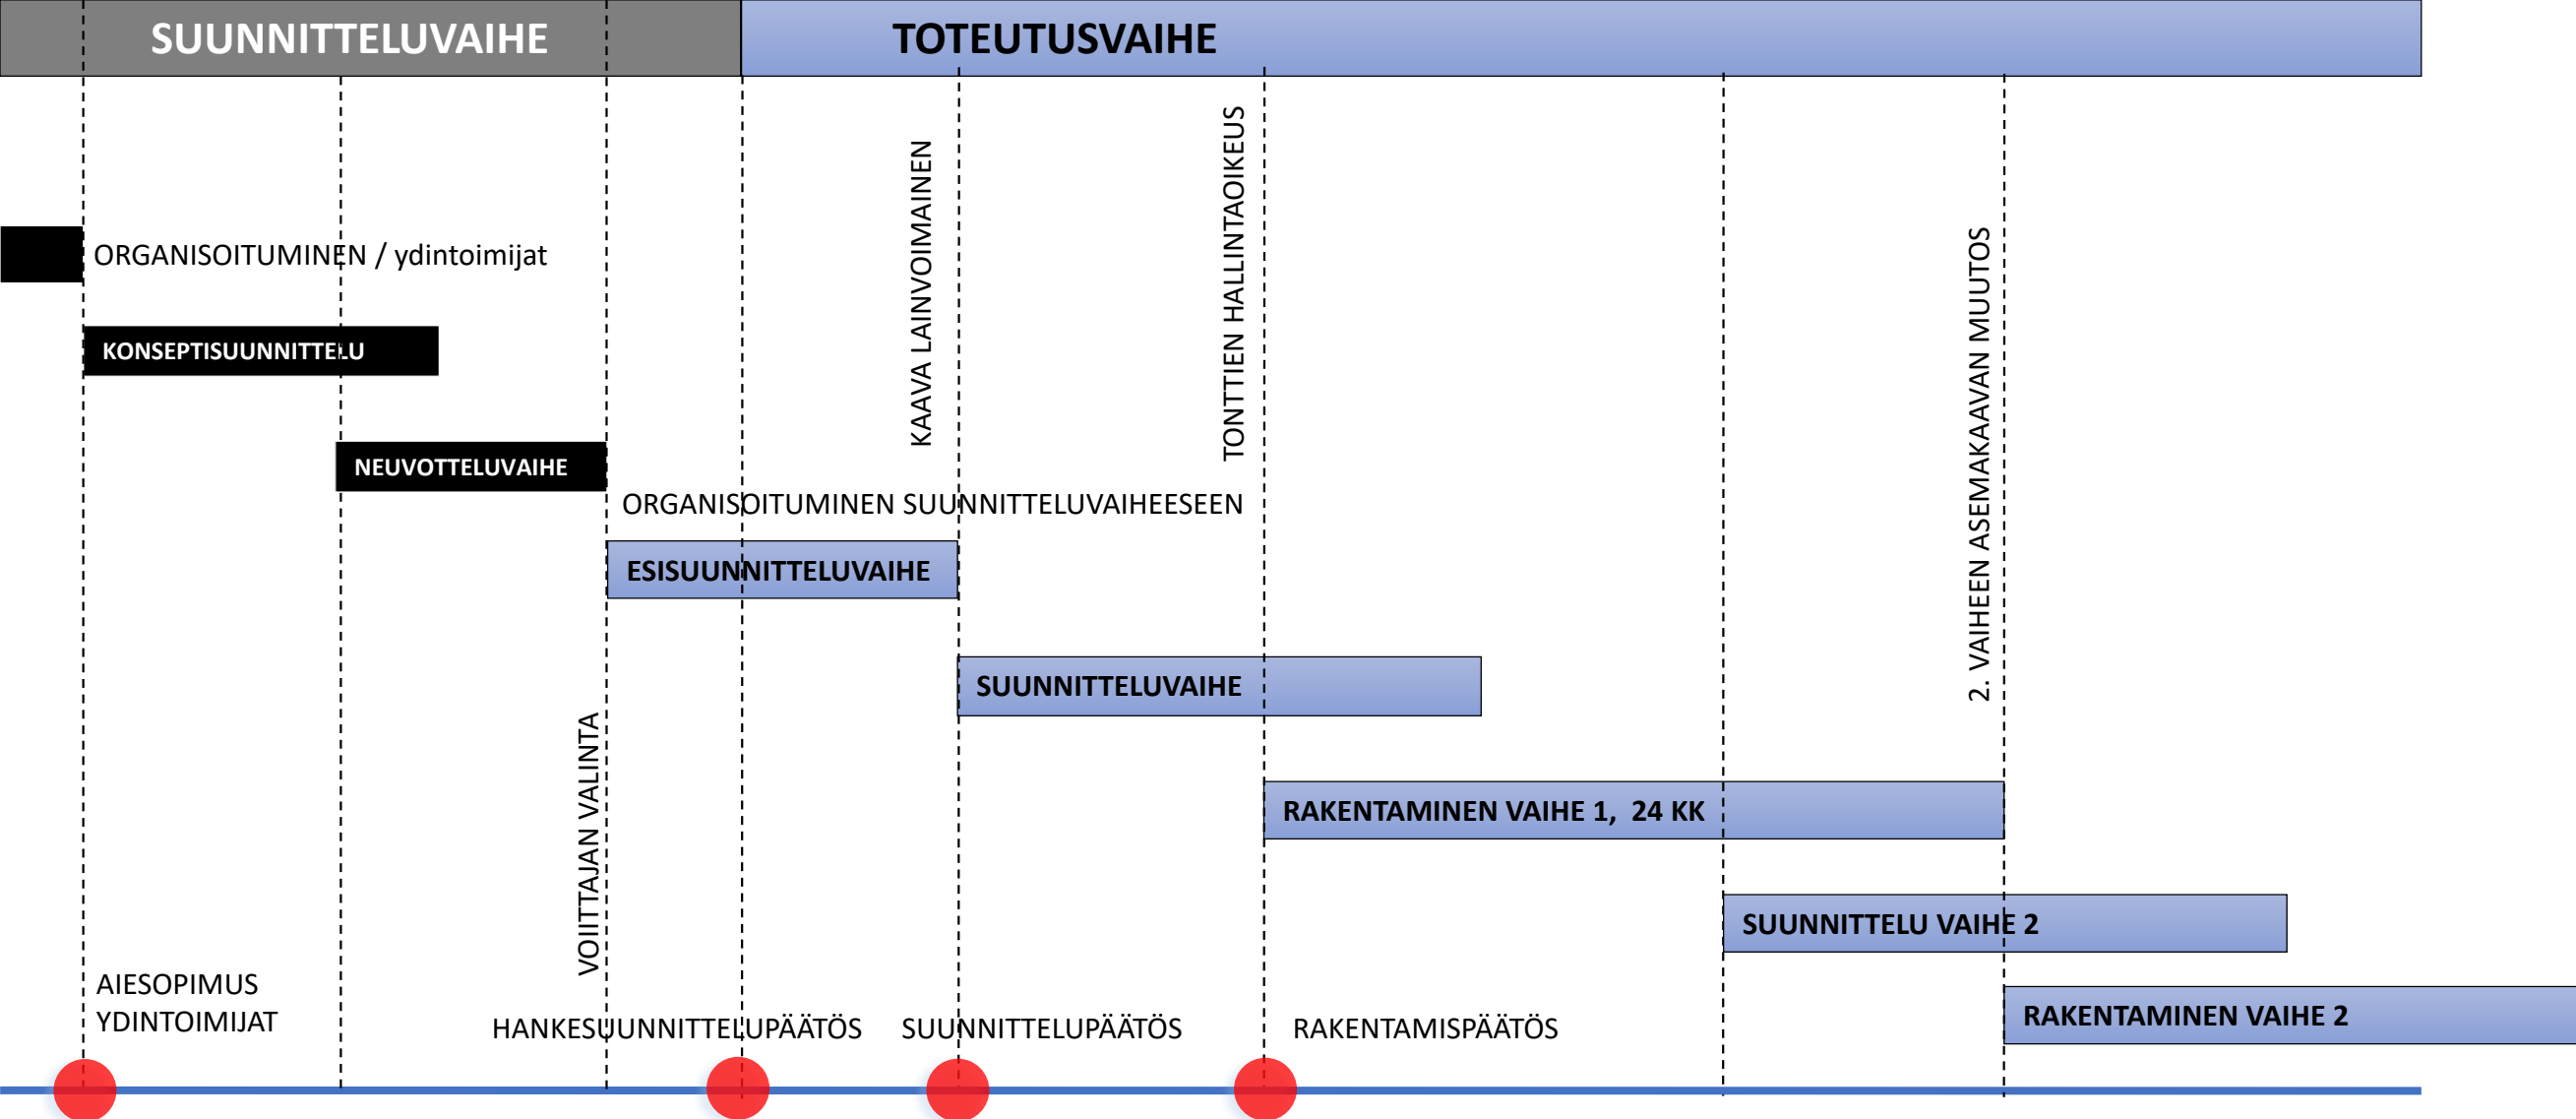 SUUNNITTELUVAIHE
TOTEUTUSVAIHE
KAAVA LAINVOIMAINEN
TONTTIEN HALLINTAOIKEUS
2. VAIHEEN ASEMAKAAVAN MUUTOS
ORGANISOITUMINEN / ydintoimijat
KONSEPTISUUNNITTELU
NEUVOTTELUVAIHE
ORGANISOITUMINEN SUUNNITTELUVAIHEESEEN
ESISUUNNITTELUVAIHE
SUUNNITTELUVAIHE
VOIITTAJAN VALINTA
RAKENTAMINEN VAIHE 1, 24 KK
SUUNNITTELU VAIHE 2
AIESOPIMUS
YDINTOIMIJAT
HANKESUUNNITTELUPÄÄTÖS
SUUNNITTELUPÄÄTÖS
RAKENTAMISPÄÄTÖS
RAKENTAMINEN VAIHE 2